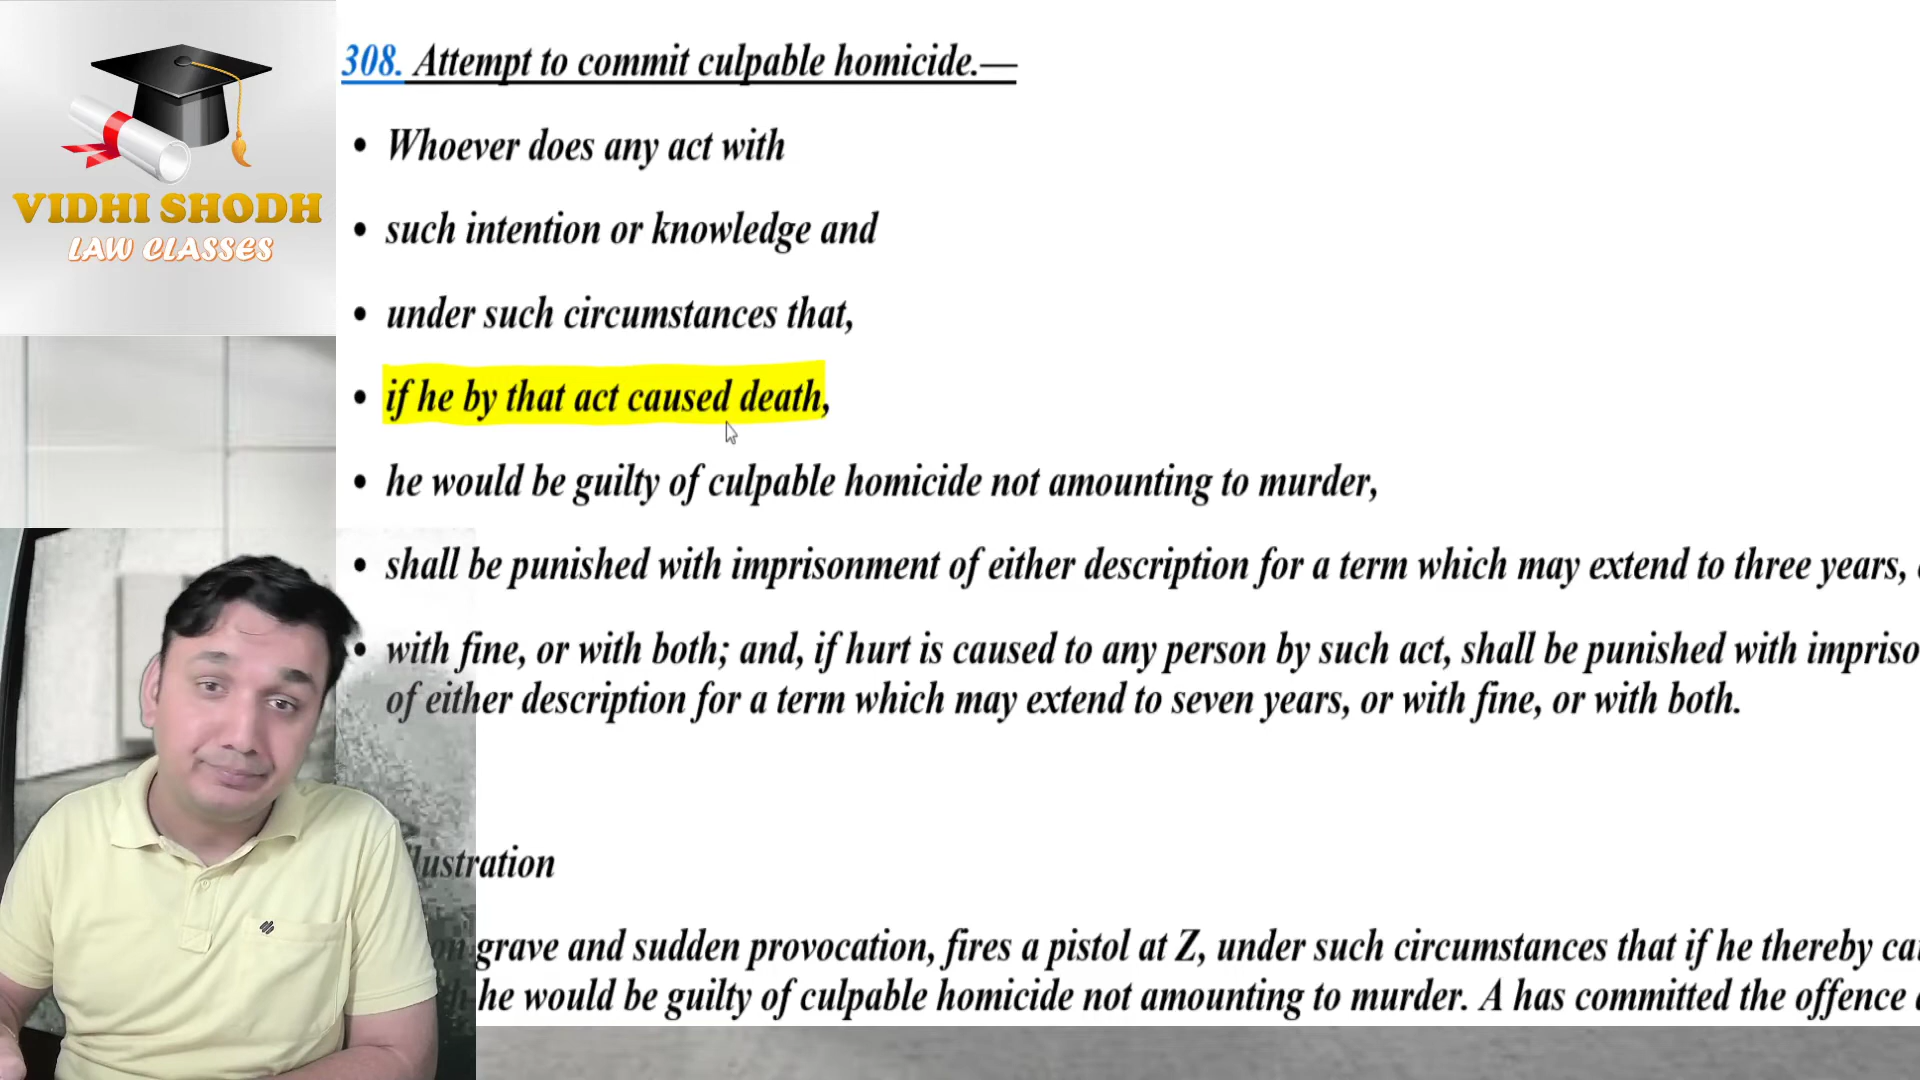 VIDHI SHODH
LAW CLASSES
308. Attempt to commit culpable homicide.—
• Whoever does any act with
• such intention or knowledge and
• under such circumstances that,
• if he by that act caused death,
• he would be guilty of culpable homicide not amounting to murder,
• shall be punished with imprisonment of either description for a term which may extend to three years,
• with fine, or with both; and, if hurt is caused to any person by such act, shall be punished with impriso
of either description for a term which may extend to seven years, or with fine, or with both.
lustration
on grave and sudden provocation, fires a pistol at Z, under such circumstances that if he thereby ca
he would be guilty of culpable homicide not amounting to murder. A has committed the offence